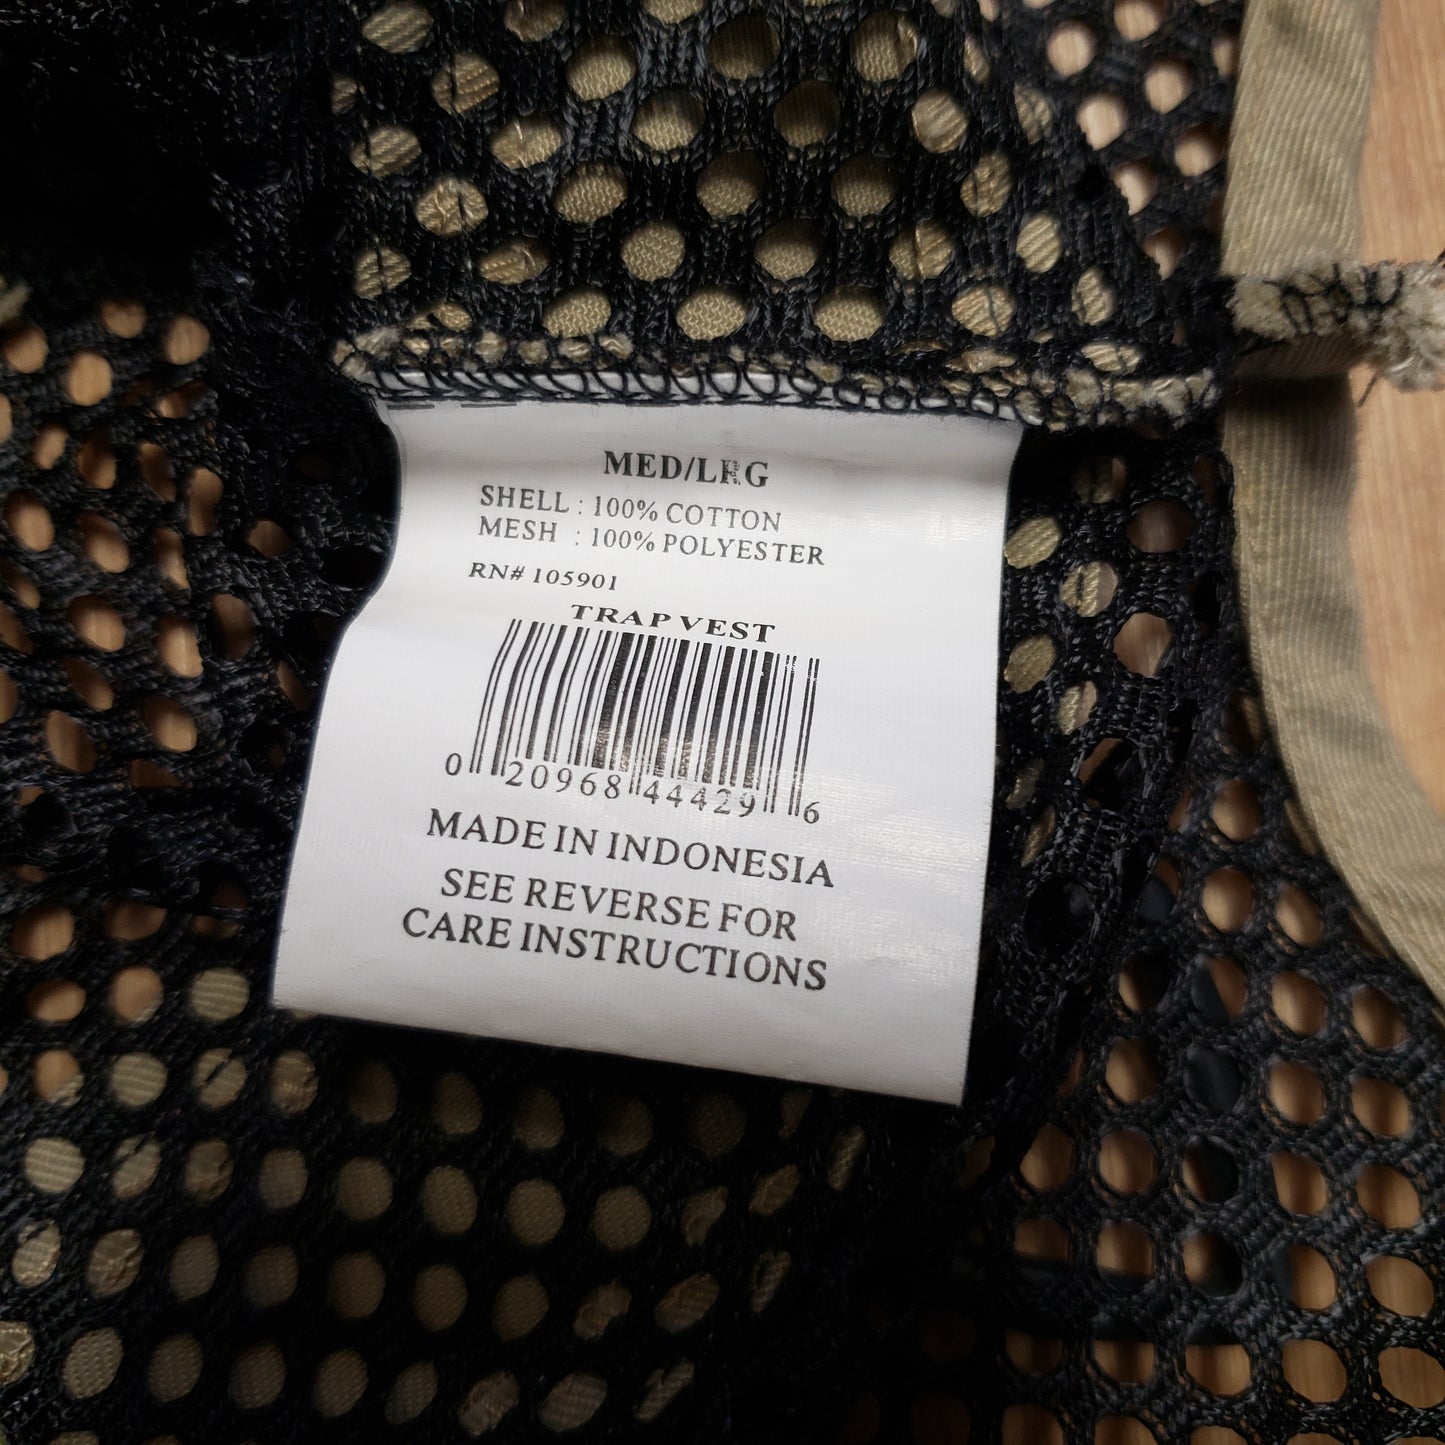 MED/LRG
SHELL : 100% COTTON
MESH : 100% POLYESTER
RN# 105901
TRAP VEST
0 20968 44429 6
MADE IN INDONESIA
SEE REVERSE FOR
CARE INSTRUCTIONS